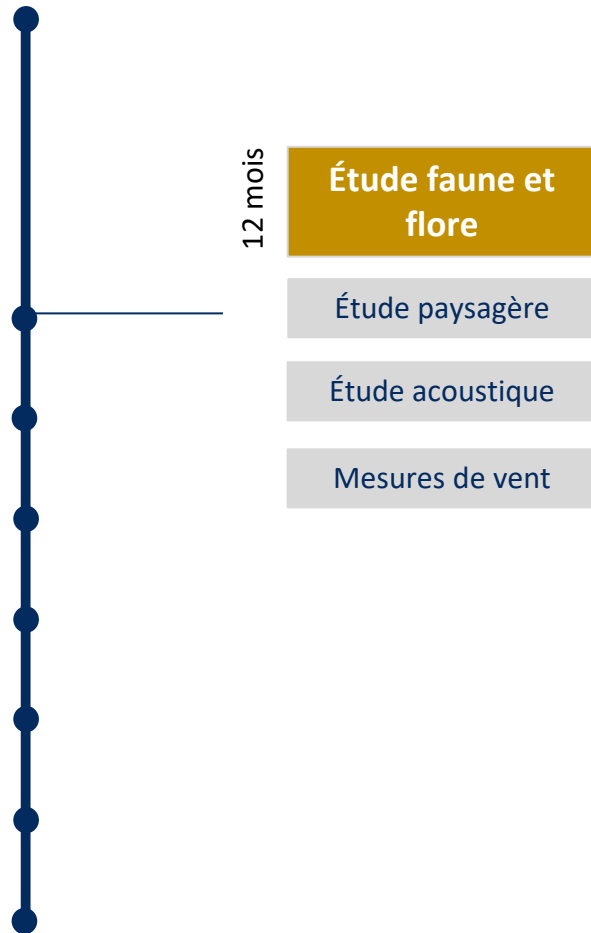 12 mois
Étude faune et
flore
Étude paysagère
Étude acoustique
Mesures de vent